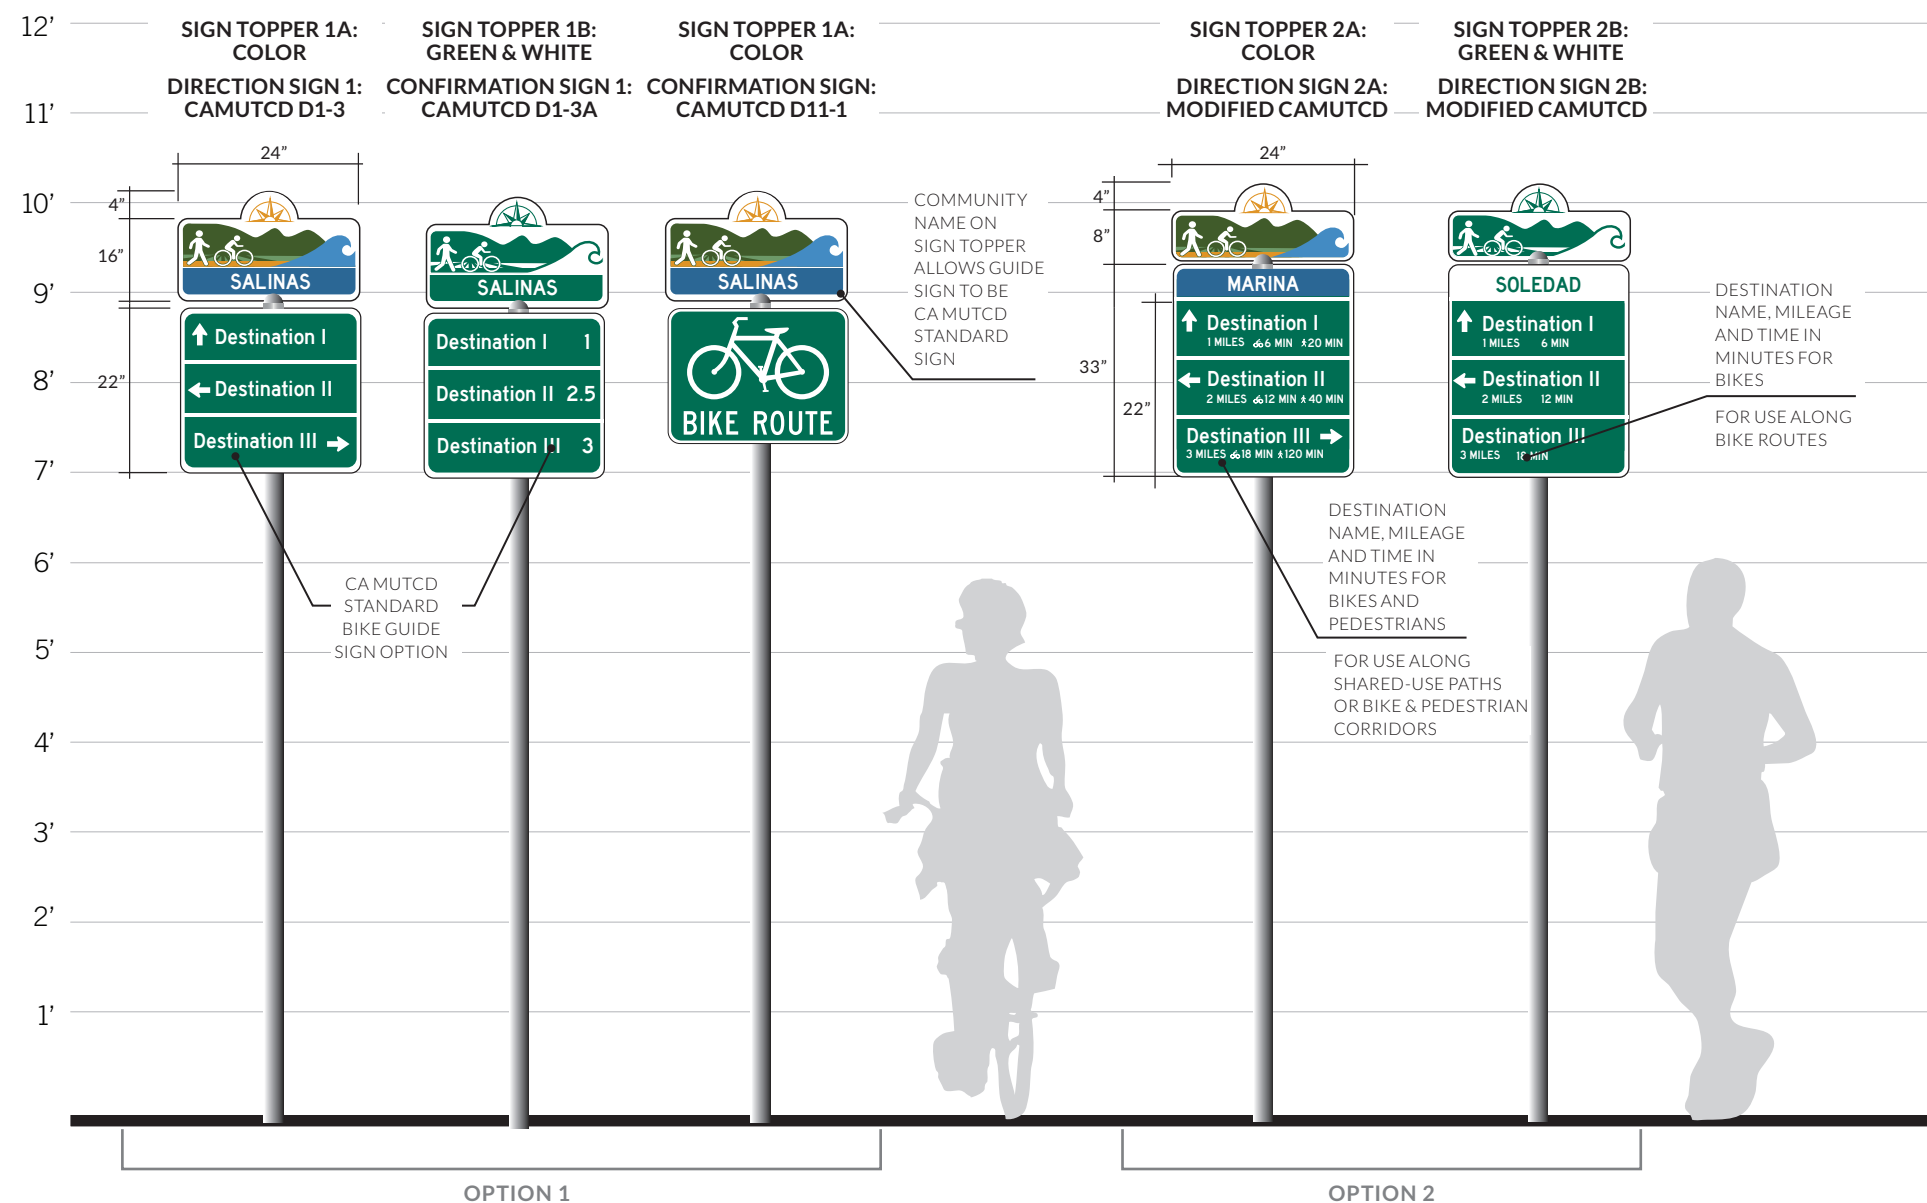 12’
11’
10’
9’
8’
7’
6’
5’
4’
3’
2’
1’
SIGN TOPPER 1A:
COLOR
DIRECTION SIGN 1:
CAMUTCD D1-3
SIGN TOPPER 1B:
GREEN & WHITE
CONFIRMATION SIGN 1:
CAMUTCD D1-3A
SIGN TOPPER 1A:
COLOR
CONFIRMATION SIGN:
CAMUTCD D11-1
SIGN TOPPER 2A:
COLOR
DIRECTION SIGN 2A:
MODIFIED CAMUTCD
SIGN TOPPER 2B:
GREEN & WHITE
DIRECTION SIGN 2B:
MODIFIED CAMUTCD
24”
4”
16”
22”
SALINAS
Destination I
Destination II
Destination III
SALINAS
Destination I 1
Destination II 2.5
Destination III 3
SALINAS
BIKE ROUTE
CA MUTCD
STANDARD
BIKE GUIDE
SIGN OPTION
COMMUNITY
NAME ON
SIGN TOPPER
ALLOWS GUIDE
SIGN TO BE
CA MUTCD
STANDARD
SIGN
24”
4”
8”
33”
22”
MARINA
Destination I
1 MILES 6 MIN 20 MIN
Destination II
2 MILES 12 MIN 40 MIN
Destination III
3 MILES 18 MIN 120 MIN
SOLEDAD
Destination I
1 MILES 6 MIN
Destination II
2 MILES 12 MIN
Destination III
3 MILES 18 MIN
DESTINATION
NAME, MILEAGE
AND TIME IN
MINUTES FOR
BIKES AND
PEDESTRIANS
FOR USE ALONG
SHARED-USE PATHS
OR BIKE & PEDESTRIAN
CORRIDORS
DESTINATION
NAME, MILEAGE
AND TIME IN
MINUTES FOR
BIKES
FOR USE ALONG
BIKE ROUTES
OPTION 1
OPTION 2